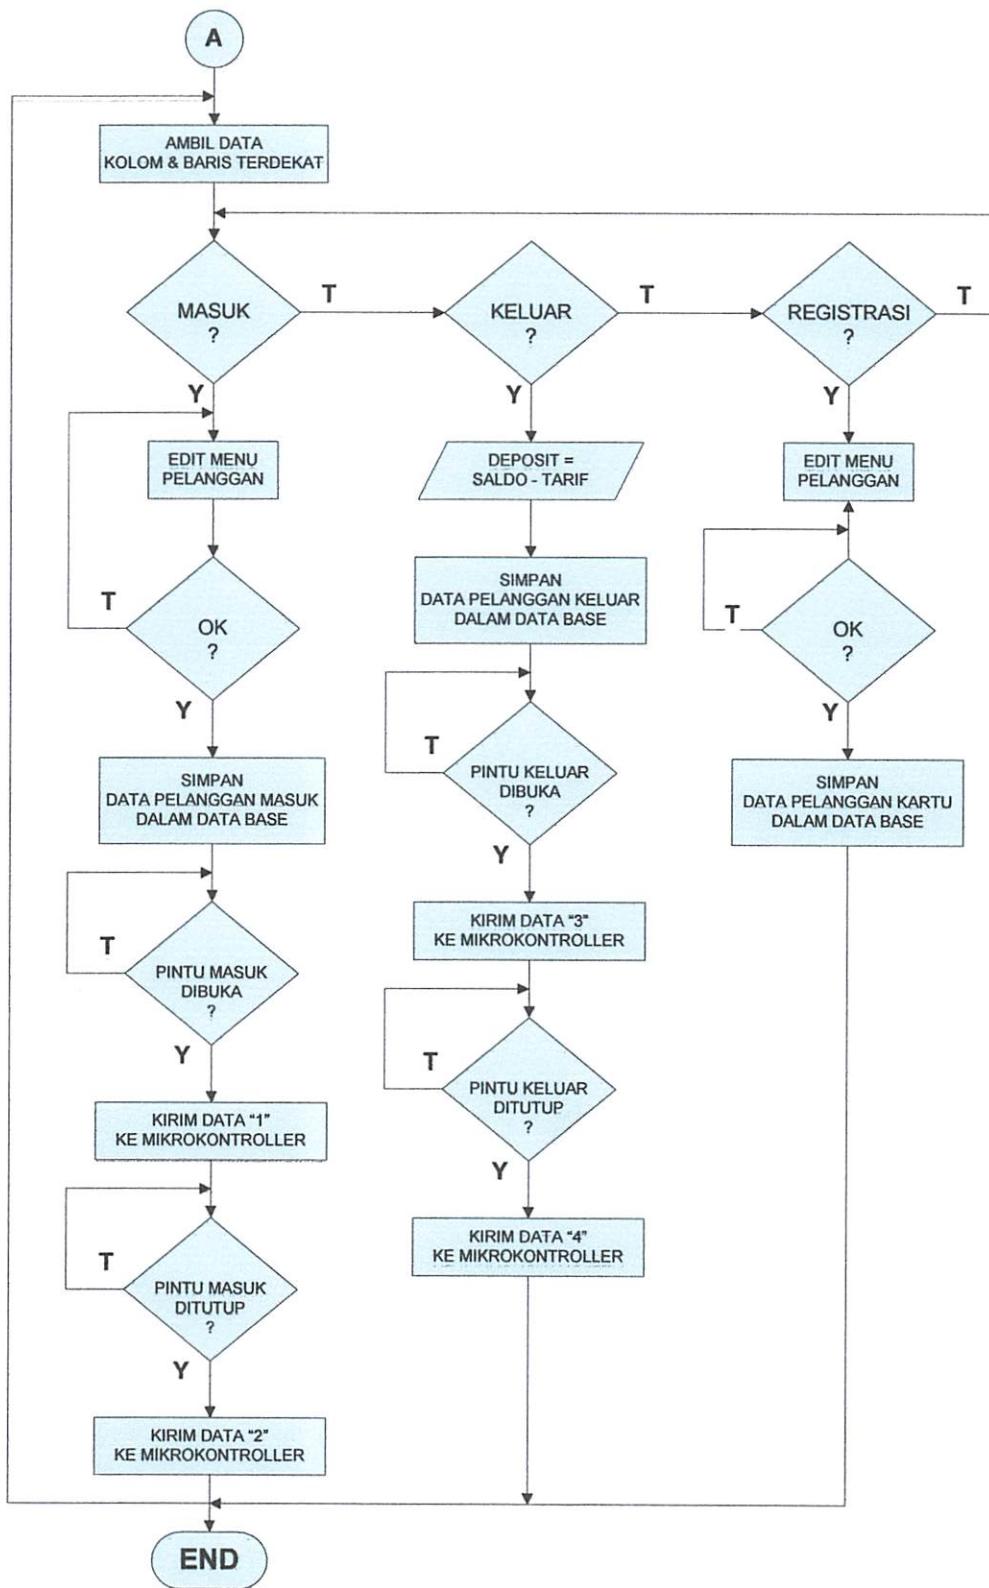 A
AMBIL DATA
KOLOM & BARIS TERDEKAT
MASUK
?
T
KELUAR
?
T
REGISTRASI
?
T
Y
Y
Y
EDIT MENU
PELANGGAN
DEPOSIT =
SALDO - TARIF
EDIT MENU
PELANGGAN
T
OK
?
Y
SIMPAN
DATA PELANGGAN KELUAR
DALAM DATA BASE
T
OK
?
Y
SIMPAN
DATA PELANGGAN MASUK
DALAM DATA BASE
T
PINTU KELUAR
DIBUKA
?
Y
SIMPAN
DATA PELANGGAN KARTU
DALAM DATA BASE
T
PINTU MASUK
DIBUKA
?
Y
KIRIM DATA "3"
KE MIKROKONTROLLER
T
PINTU KELUAR
DITUTUP
?
Y
KIRIM DATA "1"
KE MIKROKONTROLLER
T
PINTU MASUK
DITUTUP
?
Y
KIRIM DATA "4"
KE MIKROKONTROLLER
KIRIM DATA "2"
KE MIKROKONTROLLER
END